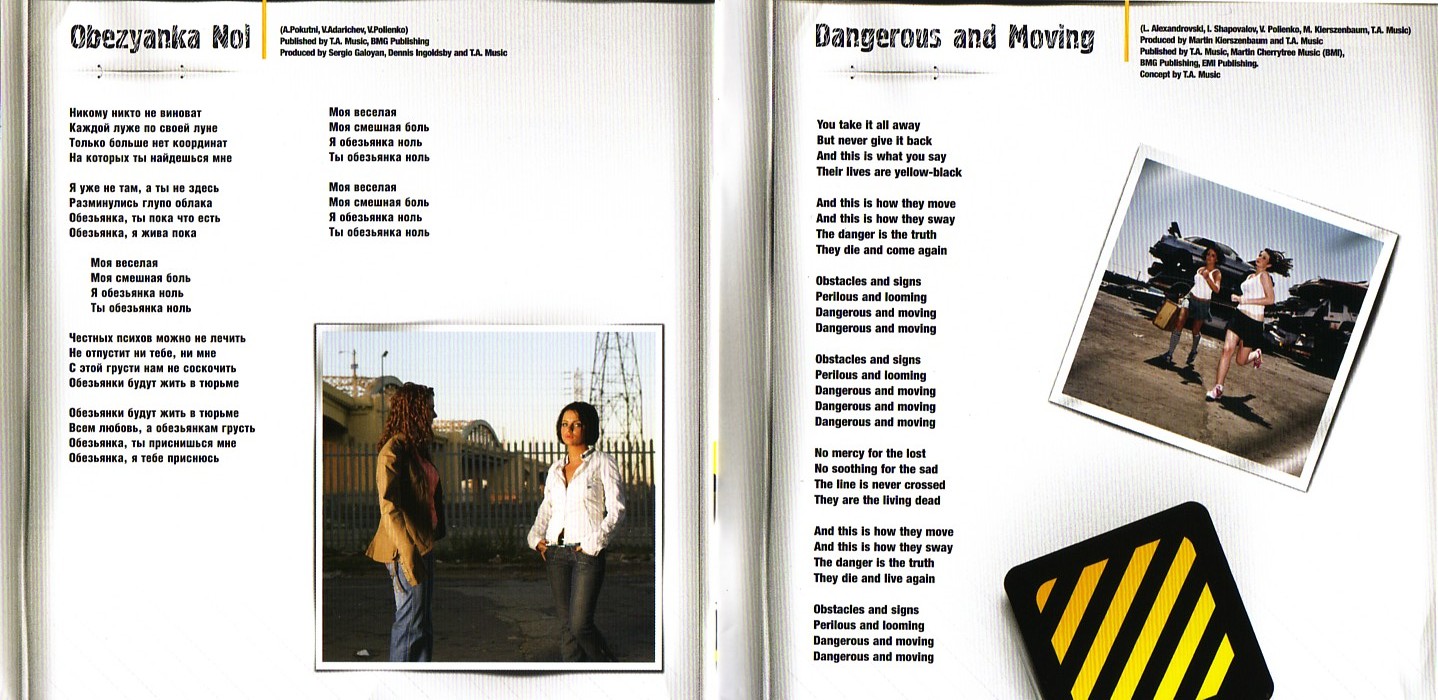 Obezyanka Nol
(A.Pokutni, V.Adarichev, V.Polienko)
Published by T.A. Music, BMG Publishing
Produced by Sergio Galoyan, Dennis Ingoldsby and T.A. Music
Никому никто не виноват
Каждой луже по своей луне
Только больше нет координат
На которых ты найдешься мне
Я уже не там, а ты не здесь
Разминулись глупо облака
Обезьянка, ты пока что есть
Обезьянка, я жива пока
Моя веселая
Моя смешная боль
Я обезьянка ноль
Ты обезьянка ноль
Честных психов можно не лечить
Не отпустит ни тебе, ни мне
С этой грусти нам не соскочить
Обезьянки будут жить в тюрьме
Обезьянки будут жить в тюрьме
Всем любовь, а обезьянкам грусть
Обезьянка, ты приснишься мне
Обезьянка, я тебе приснюсь
Моя веселая
Моя смешная боль
Я обезьянка ноль
Ты обезьянка ноль
Моя веселая
Моя смешная боль
Я обезьянка ноль
Ты обезьянка ноль
Dangerous and Moving
(L. Alexandrovski, I. Shapovalov, V. Polienko, M. Kierszenbaum, T.A. Music)
Produced by Martin Kierszenbaum and T.A. Music
Published by T.A. Music, Martin Cherrytree Music (BMI),
BMG Publishing, EMI Publishing.
Concept by T.A. Music
You take it all away
But never give it back
And this is what you say
Their lives are yellow-black
And this is how they move
And this is how they sway
The danger is the truth
They die and come again
Obstacles and signs
Perilous and looming
Dangerous and moving
Dangerous and moving
Obstacles and signs
Perilous and looming
Dangerous and moving
Dangerous and moving
Dangerous and moving
No mercy for the lost
No soothing for the sad
The line is never crossed
They are the living dead
And this is how they move
And this is how they sway
The danger is the truth
They die and live again
Obstacles and signs
Perilous and looming
Dangerous and moving
Dangerous and moving